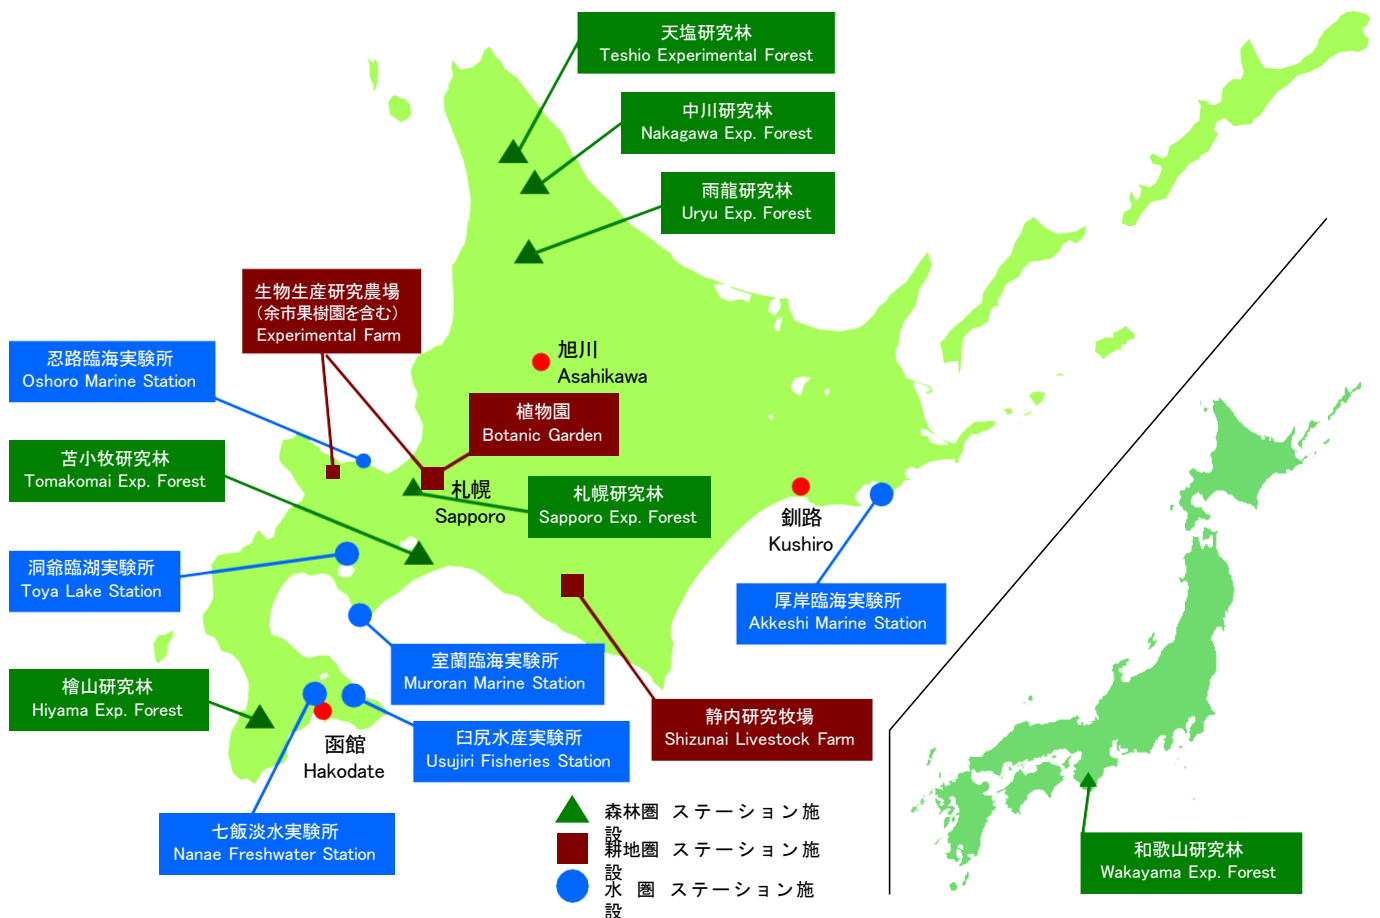 天塩研究林
Teshio Experimental Forest
中川研究林
Nakagawa Exp. Forest
雨龍研究林
Uryu Exp. Forest
生物生産研究農場
（余市果樹園を含む）
Experimental Farm
忍路臨海実験所
Oshoro Marine Station
旭川
Asahikawa
植物園
Botanic Garden
苫小牧研究林
Tomakomai Exp. Forest
札幌
Sapporo
札幌研究林
Sapporo Exp. Forest
釧路
Kushiro
洞爺臨湖実験所
Toya Lake Station
厚岸臨海実験所
Akkeshi Marine Station
室蘭臨海実験所
Muroran Marine Station
檜山研究林
Hiyama Exp. Forest
静内研究牧場
Shizunai Livestock Farm
函館
Hakodate
臼尻水産実験所
Usujiri Fisheries Station
七飯淡水実験所
Nanae Freshwater Station
和歌山研究林
Wakayama Exp. Forest
森林圏 ステーション施
設
耕地圏 ステーション施
設
水 圏 ステーション施
設